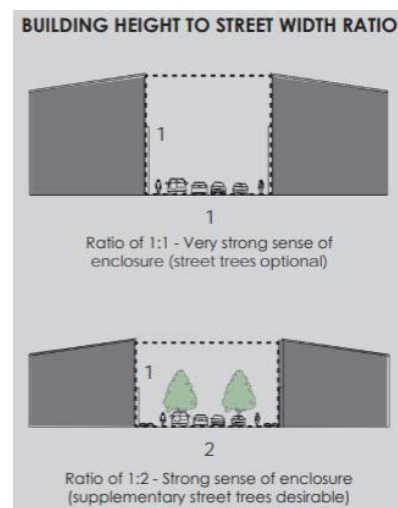 BUILDING HEIGHT TO STREET WIDTH RATIO
1
1
Ratio of 1:1 - Very strong sense of
enclosure (street trees optional)
1
2
Ratio of 1:2 - Strong sense of enclosure
(supplementary street trees desirable)